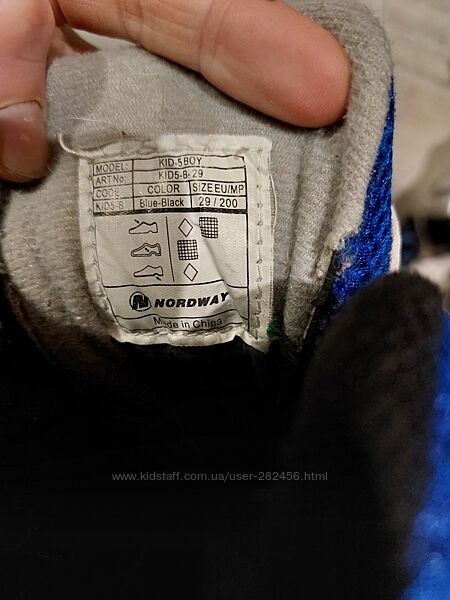 MODEL: KID-5BOY
ART No: KID5-8-29
CODE COLOR SIZE EU/MP
KID5-8 Blue-Black 29 / 200
NORDWAY
Made in China
www.kidstaff.com.ua/user-282456.html